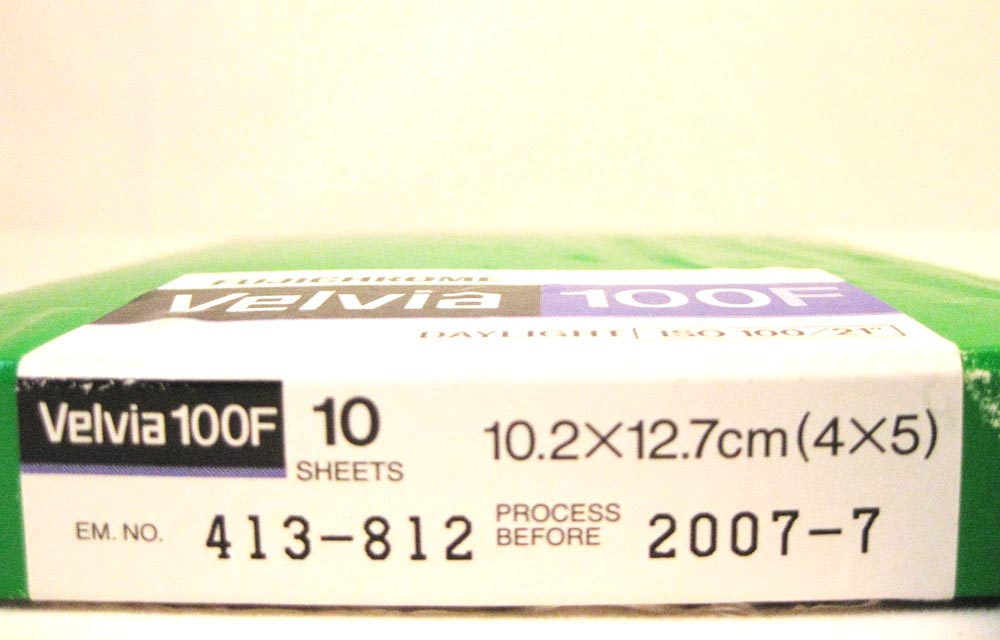 FUJICHROME
Velvia 100F
DAYLIGHT [ISO 100/21°]
Velvia 100F
10
SHEETS
10.2×12.7cm(4×5)
EM. NO. 413-812
PROCESS
BEFORE
2007-7